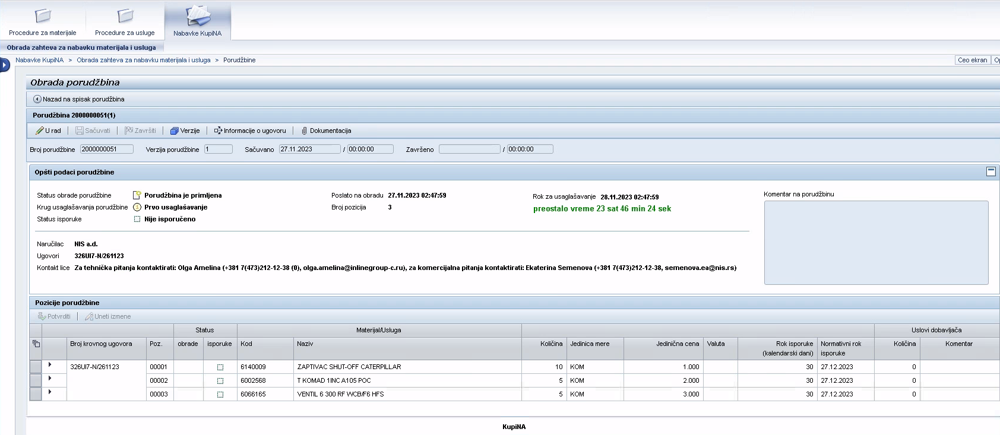 Procedure za materijale Procedure za usluge Nabavke KupiNA
Obrada zahteva za nabavku materijala i usluga
Nabavke KupiNA > Obrada zahteva za nabavku materijala i usluga > Porudžbine Ceo ekran Op
Obrada porudžbina
Nazad na spisak porudžbina
Porudžbina 2000000051(1)
U rad Sačuvati Završiti Verzije Informacije o ugovoru Dokumentacija
Broj porudžbine 2000000051 Verzija porudžbine 1 Sačuvano 27.11.2023 / 00:00:00 Završeno / 00:00:00
Opšti podaci porudžbine
Status obrade porudžbine Porudžbina je primljena Poslato na obradu 27.11.2023 02:47:59 Rok za usaglašavanje 28.11.2023 02:47:59 Komentar na porudžbinu
Krug usaglašavanja porudžbine 1 Prvo usaglašavanje Broj pozicija 3 preostalo vreme 23 sat 46 min 24 sek
Status isporuke Nije isporučeno
Naručilac NIS a.d.
Ugovori 326UI7-N/261123
Kontakt lice Za tehnička pitanja kontaktirati: Olga Amelina (+381 7(473)212-12-38 (0), olga.amelina@inlinegroup-c.ru), za komercijalna pitanja kontaktirati: Ekaterina Semenova (+381 7(473)212-12-38, semenova.ea@nis.rs)
Pozicije porudžbine
Potvrditi Uneti izmene
Status Materijal/Usluga Uslovi dobavljača
Broj krovnog ugovora Poz. obrade isporuke Kod Naziv Količina Jedinica mere Jedinična cena Valuta Rok isporuke (kalendarski dani) Normativni rok isporuke Količina Komentar
326UI7-N/261123 00001 6140009 ZAPTIVAC SHUT-OFF CATERPILLAR 10 KOM 1.000 30 27.12.2023 0
00002 6002568 T KOMAD 1INC A105 POC 5 KOM 2.000 30 27.12.2023 0
00003 6066165 VENTIL 6 300 RF WCB/F6 HFS 5 KOM 3.000 30 27.12.2023 0
KupiNA